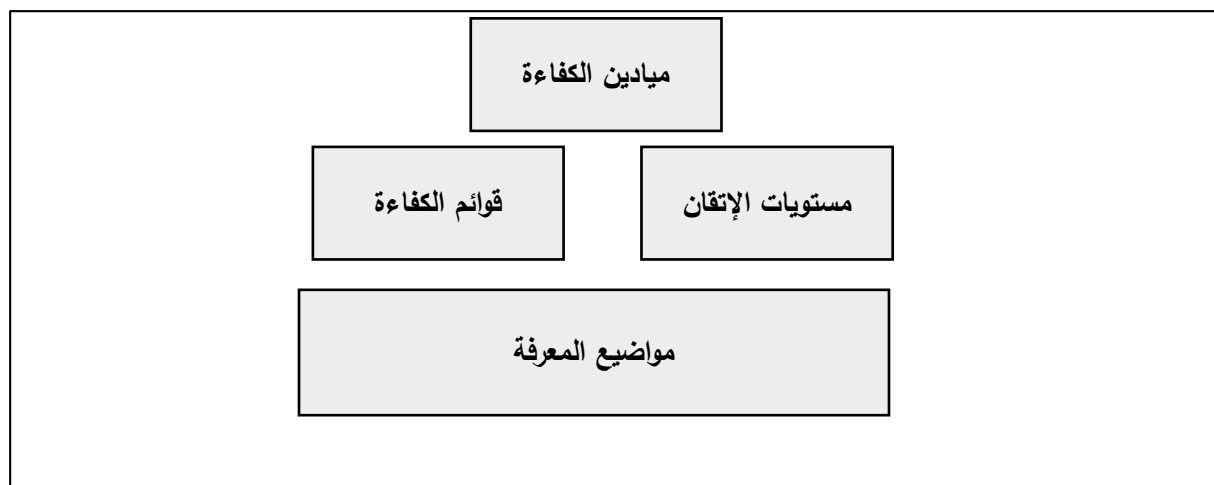 ميادين الكفاءة
مستويات الإتقان
قوائم الكفاءة
مواضيع المعرفة